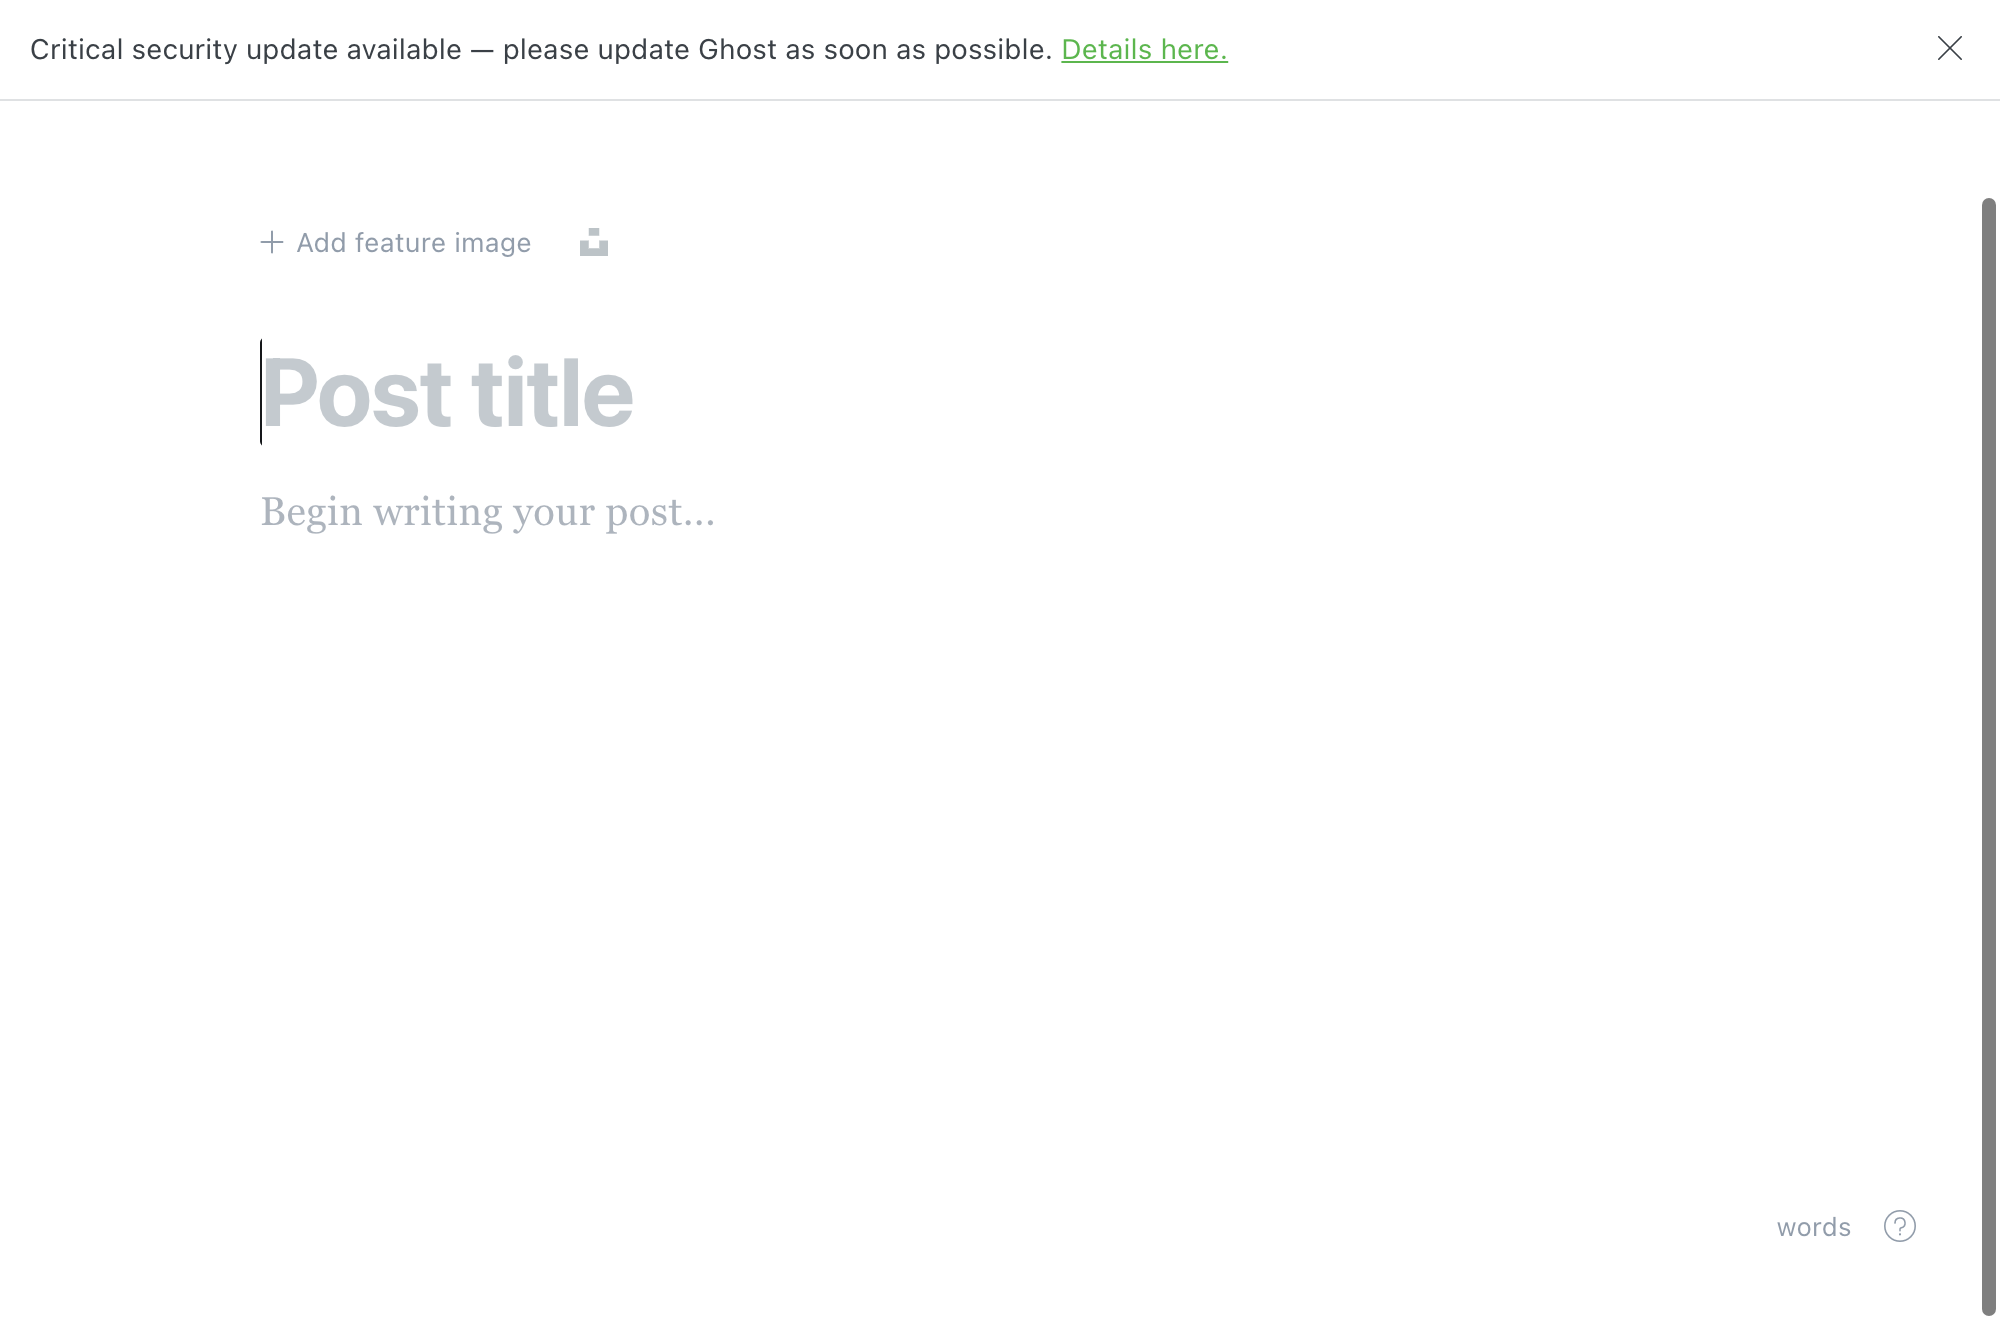 Critical security update available — please update Ghost as soon as possible. Details here.
Add feature image
Post title
Begin writing your post...
words
?